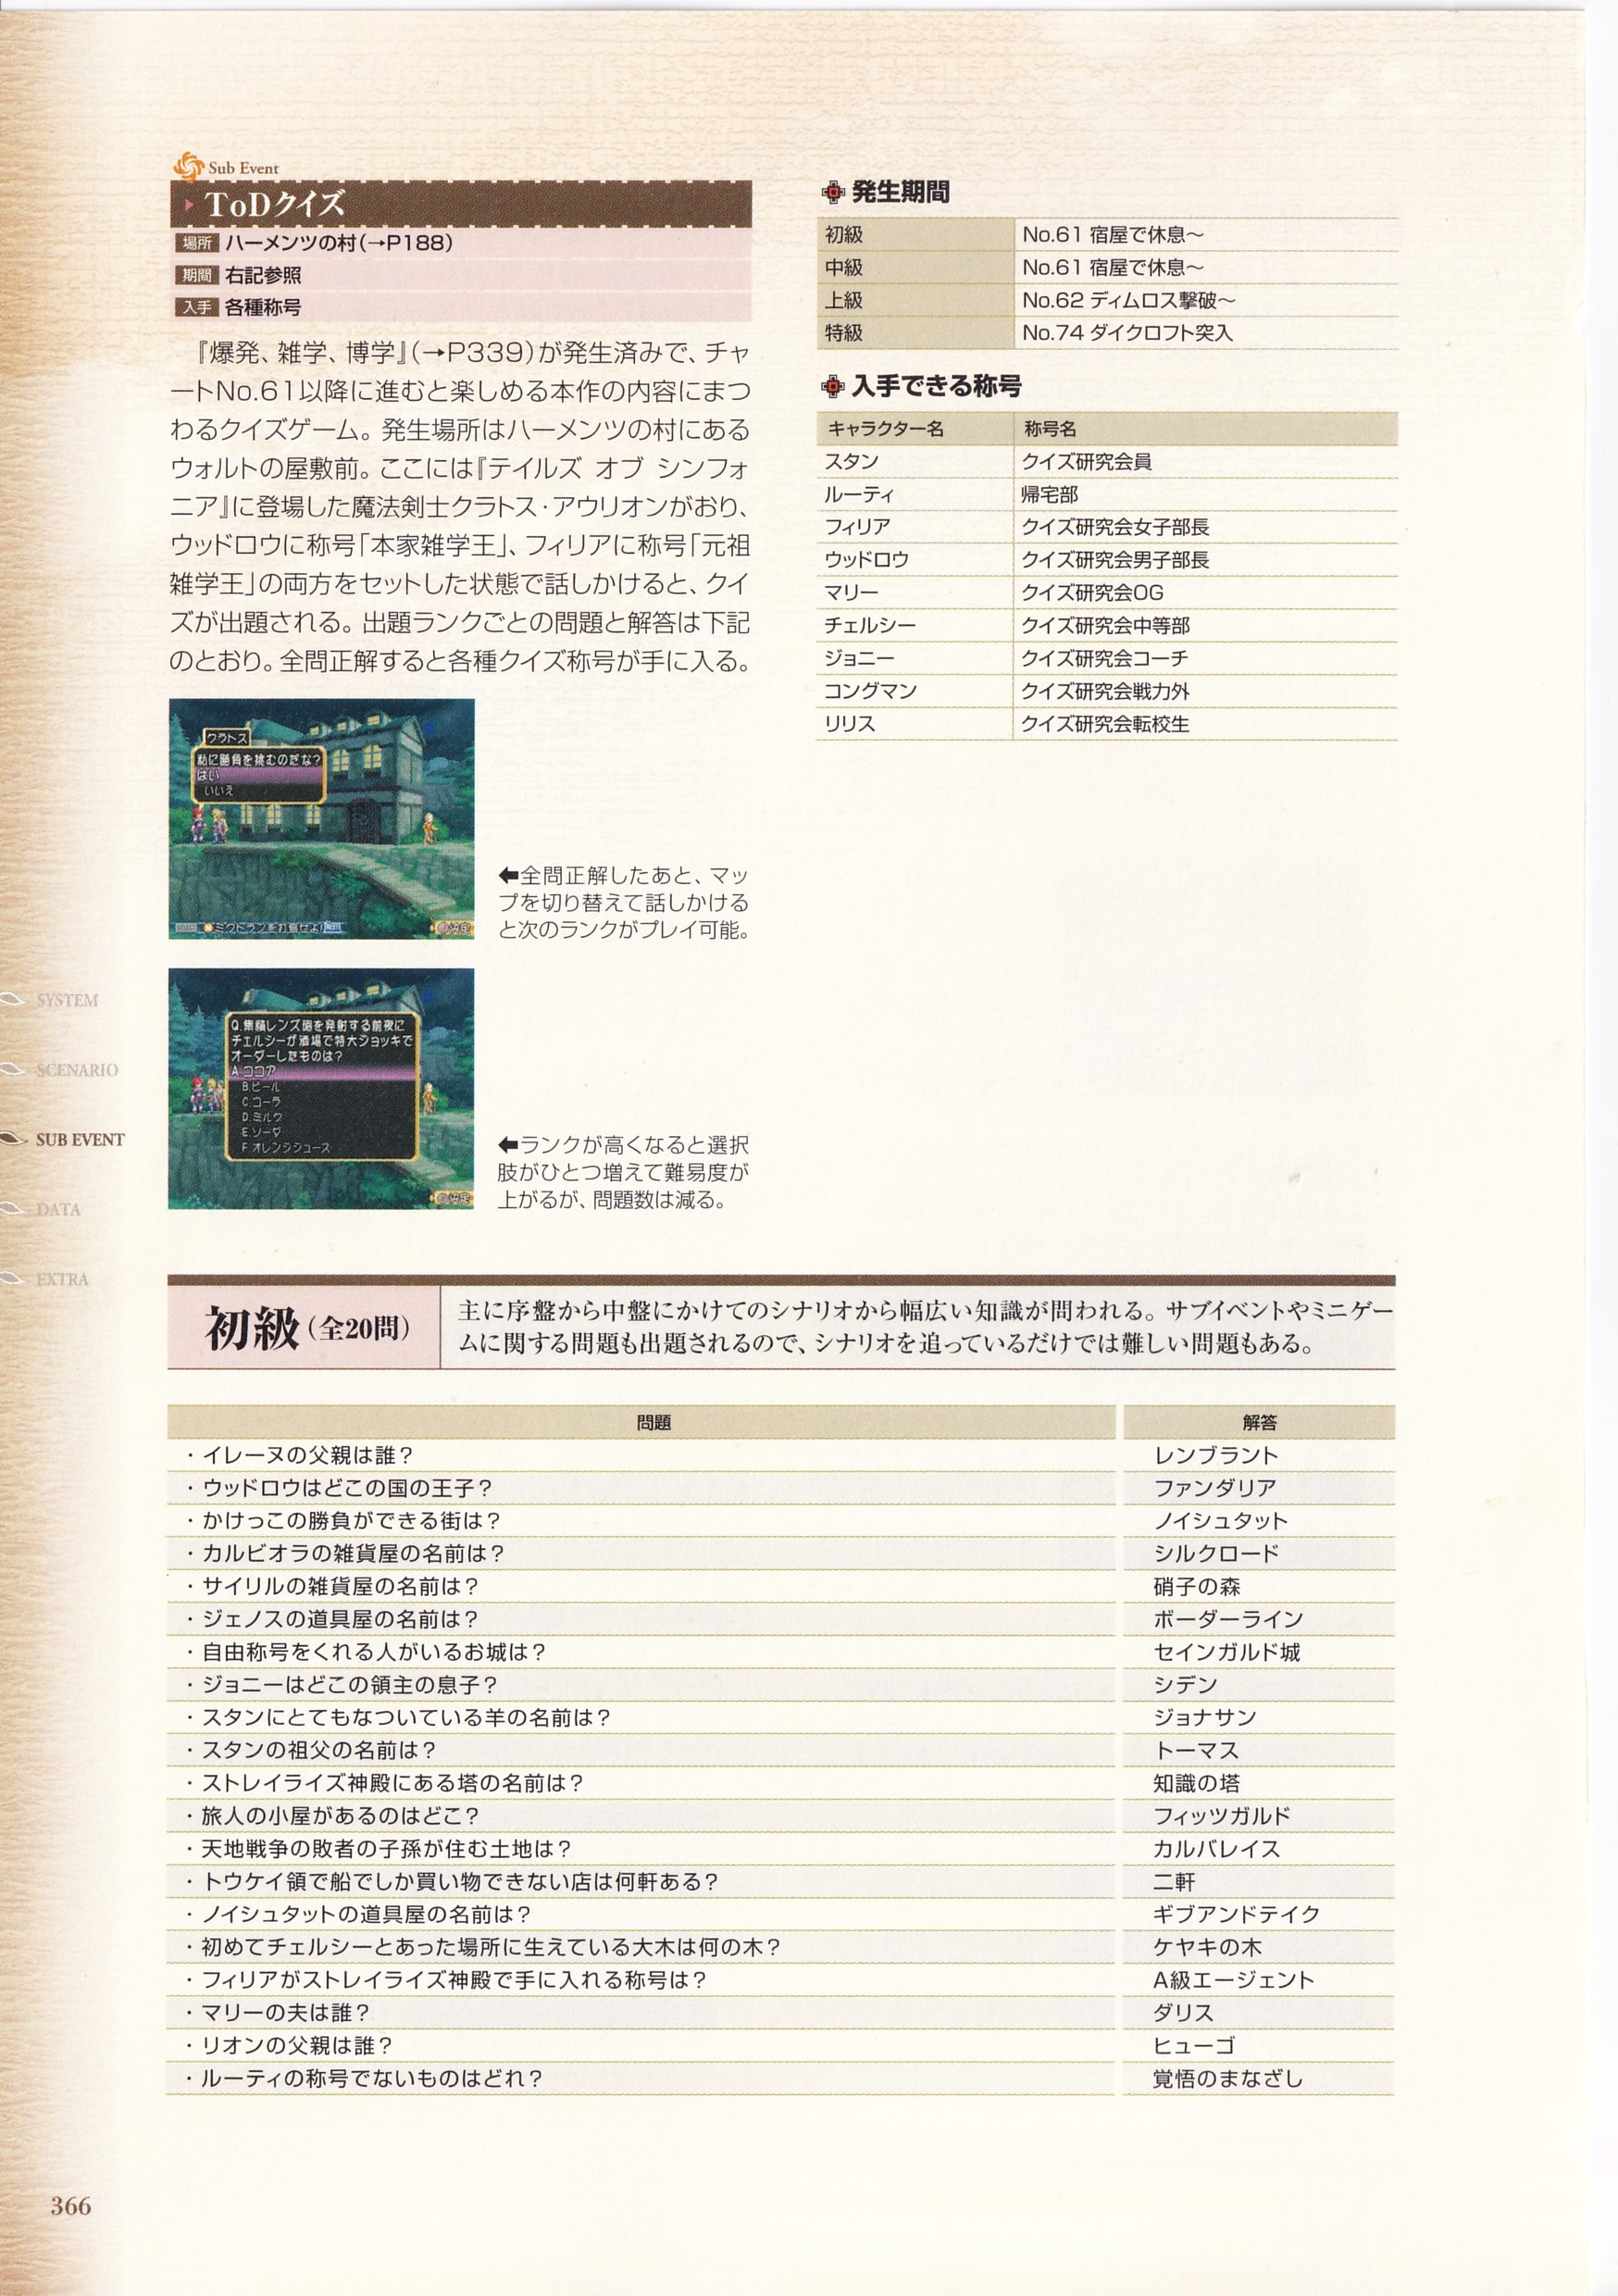 Sub Event
ToDクイズ
場所 ハーメンツの村(→P188)
期間 右記参照
入手 各種称号
『爆発、雑学、博学』(→P339)が発生済みで、チャ
ートNo.61以降に進むと楽しめる本作の内容にまつ
わるクイズゲーム。発生場所はハーメンツの村にある
ウォルトの屋敷前。ここには『テイルズ オブ シンフォ
ニア』に登場した魔法剣士クラトス・アウリオンがおり、
ウッドロウに称号「本家雑学王」、フィリアに称号「元祖
雑学王」の両方をセットした状態で話しかけると、クイ
ズが出題される。出題ランクごとの問題と解答は下記
のとおり。全問正解すると各種クイズ称号が手に入る。
クラトス
私に勝負を挑むのだな?
はい
いいえ
ミクトランを打倒せよ!
決定
←全問正解したあと、マッ
プを切り替えて話しかける
と次のランクがプレイ可能。
Q.集積レンズ砲を発射する前夜に
チェルシーが酒場で特大ジョッキで
オーダーしたものは?
A.ココア
B.ビール
C.コーラ
D.ミルク
E.ソーダ
F.オレンジジュース
決定
←ランクが高くなると選択
肢がひとつ増えて難易度が
上がるが、問題数は減る。
発生期間
初級 No.61 宿屋で休息〜
中級 No.61 宿屋で休息〜
上級 No.62 ディムロス撃破〜
特級 No.74 ダイクロフト突入
入手できる称号
キャラクター名 称号名
スタン クイズ研究会員
ルーティ 帰宅部
フィリア クイズ研究会女子部長
ウッドロウ クイズ研究会男子部長
マリー クイズ研究会OG
チェルシー クイズ研究会中等部
ジョニー クイズ研究会コーチ
コングマン クイズ研究会戦力外
リリス クイズ研究会転校生
SYSTEM
SCENARIO
SUB EVENT
DATA
EXTRA
初級(全20問)
主に序盤から中盤にかけてのシナリオから幅広い知識が問われる。サブイベントやミニゲー
ムに関する問題も出題されるので、シナリオを追っているだけでは難しい問題もある。
問題 解答
・イレーヌの父親は誰? レンブラント
・ウッドロウはどこの国の王子? ファンダリア
・かけっこの勝負ができる街は? ノイシュタット
・カルビオラの雑貨屋の名前は? シルクロード
・サイリルの雑貨屋の名前は? 硝子の森
・ジェノスの道具屋の名前は? ボーダーライン
・自由称号をくれる人がいるお城は? セインガルド城
・ジョニーはどこの領主の息子? シデン
・スタンにとてもなついている羊の名前は? ジョナサン
・スタンの祖父の名前は? トーマス
・ストレイライズ神殿にある塔の名前は? 知識の塔
・旅人の小屋があるのはどこ? フィッツガルド
・天地戦争の敗者の子孫が住む土地は? カルバレイス
・トウケイ領で船でしか買い物できない店は何軒ある? 二軒
・ノイシュタットの道具屋の名前は? ギブアンドテイク
・初めてチェルシーとあった場所に生えている大木は何の木? ケヤキの木
・フィリアがストレイライズ神殿で手に入れる称号は? A級エージェント
・マリーの夫は誰? ダリス
・リオンの父親は誰? ヒューゴ
・ルーティの称号でないものはどれ? 覚悟のまなざし
366